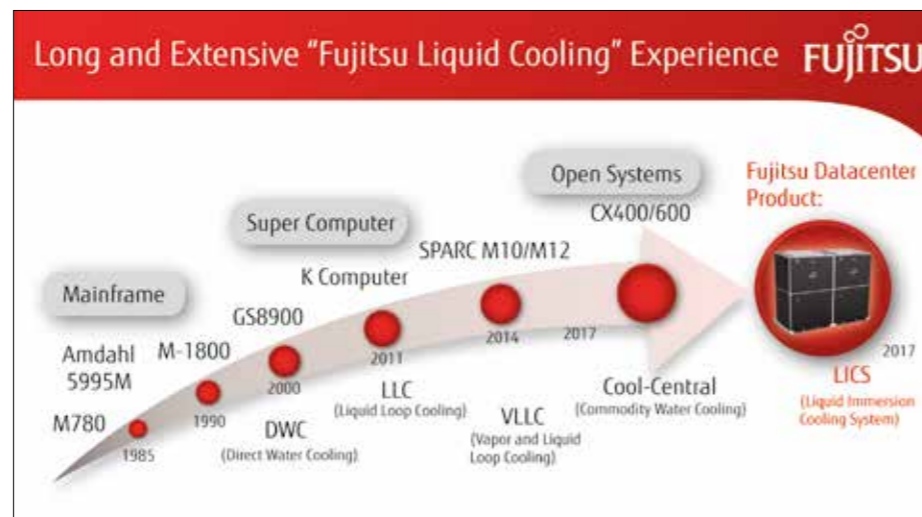 Long and Extensive “Fujitsu Liquid Cooling” Experience
FUJITSU
Open Systems
CX400/600
Fujitsu Datacenter
Product:
Super Computer
SPARC M10/M12
K Computer
Mainframe
GS8900
M-1800
Amdahl
5995M
M780
1985
1990
2000
2011
2014
2017
2017
DWC
(Direct Water Cooling)
LLC
(Liquid Loop Cooling)
VLLC
(Vapor and Liquid
Loop Cooling)
Cool-Central
(Commodity Water Cooling)
LICS
(Liquid Immersion
Cooling System)